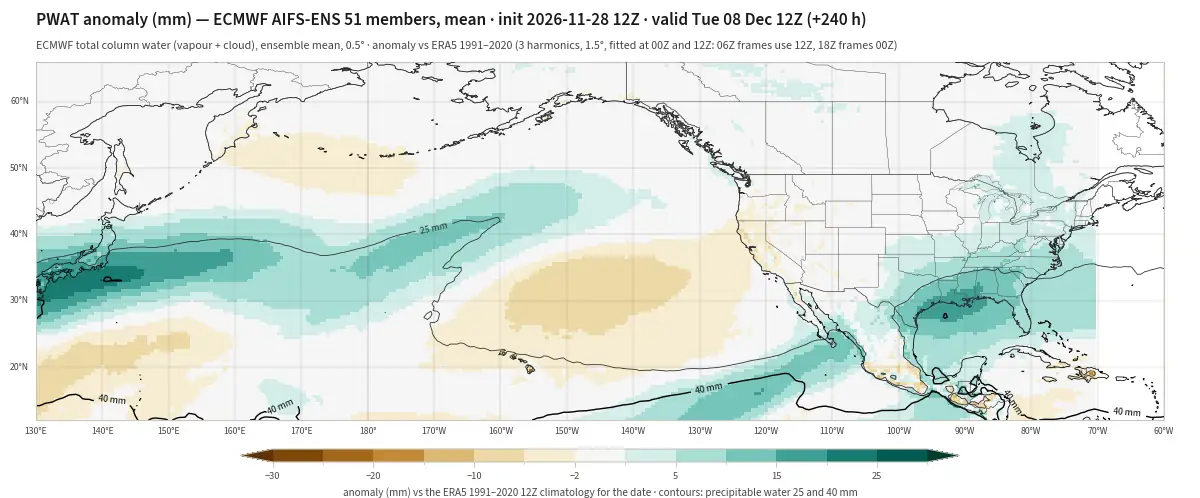 PWAT anomaly (mm) — ECMWF AIFS-ENS 51 members, mean · init 2026-11-28 12Z · valid Tue 08 Dec 12Z (+240 h)
ECMWF total column water (vapour + cloud), ensemble mean, 0.5° · anomaly vs ERA5 1991–2020 (3 harmonics, 1.5°, fitted at 00Z and 12Z: 06Z frames use 12Z, 18Z frames 00Z)
60°N
50°N
40°N
30°N
20°N
25 mm
40 mm
40 mm
40 mm
40 mm
130°E 140°E 150°E 160°E 170°E 180° 170°W 160°W 150°W 140°W 130°W 120°W 110°W 100°W 90°W 80°W 70°W 60°W
−30 −20 −10 −2 5 15 25
anomaly (mm) vs the ERA5 1991–2020 12Z climatology for the date · contours: precipitable water 25 and 40 mm